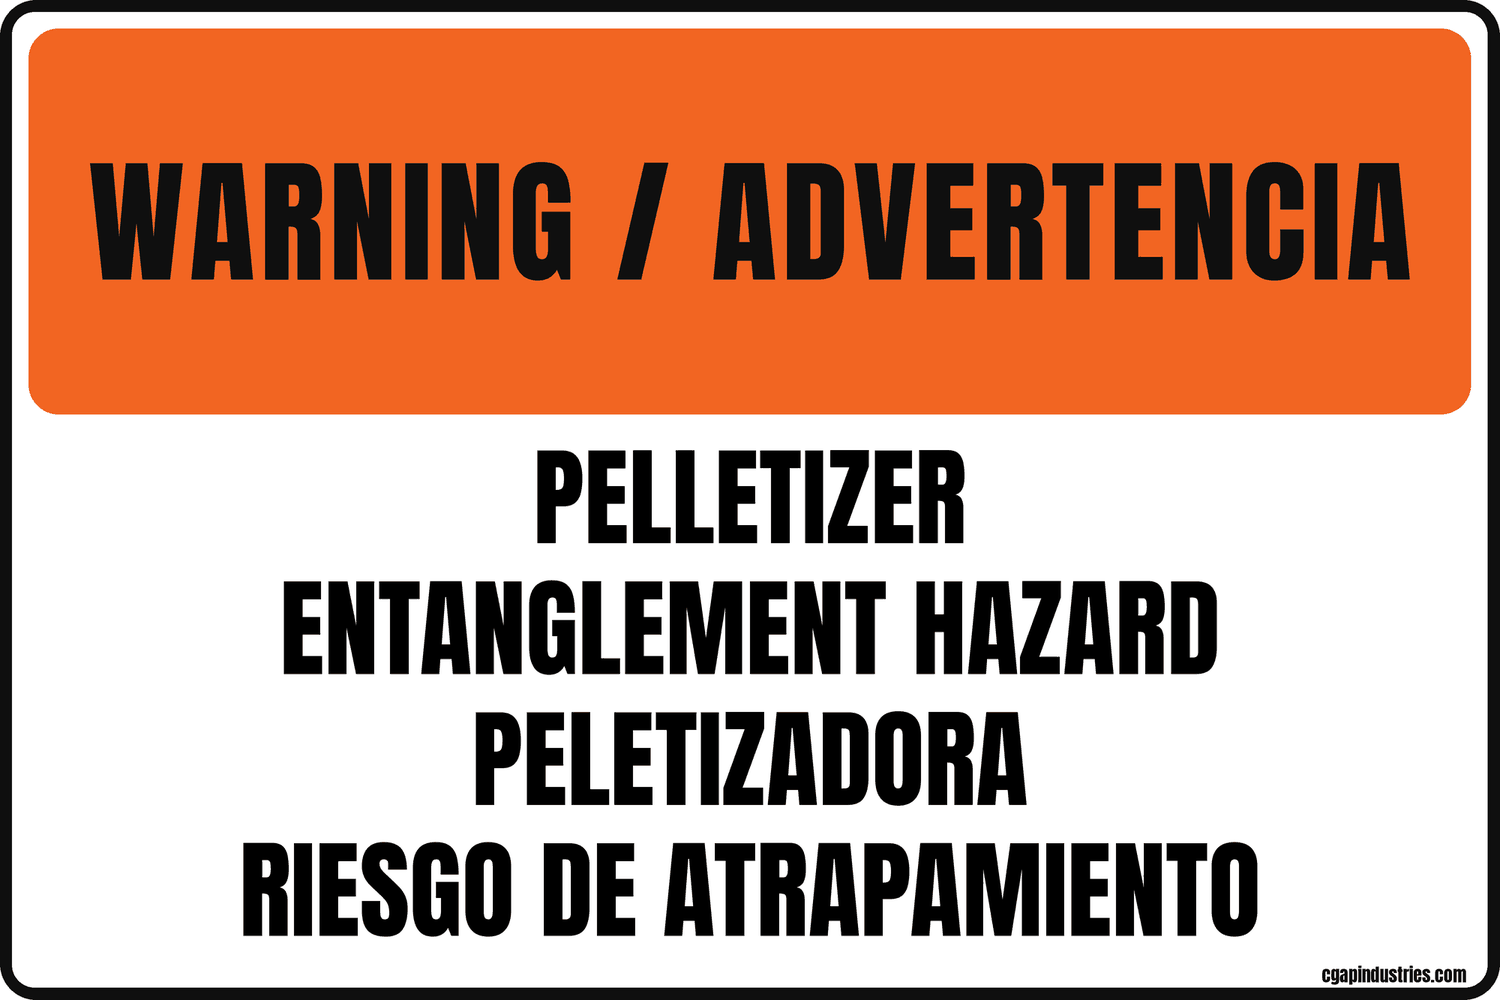 WARNING / ADVERTENCIA
PELLETIZER
ENTANGLEMENT HAZARD
PELETIZADORA
RIESGO DE ATRAPAMIENTO
cgapindustries.com